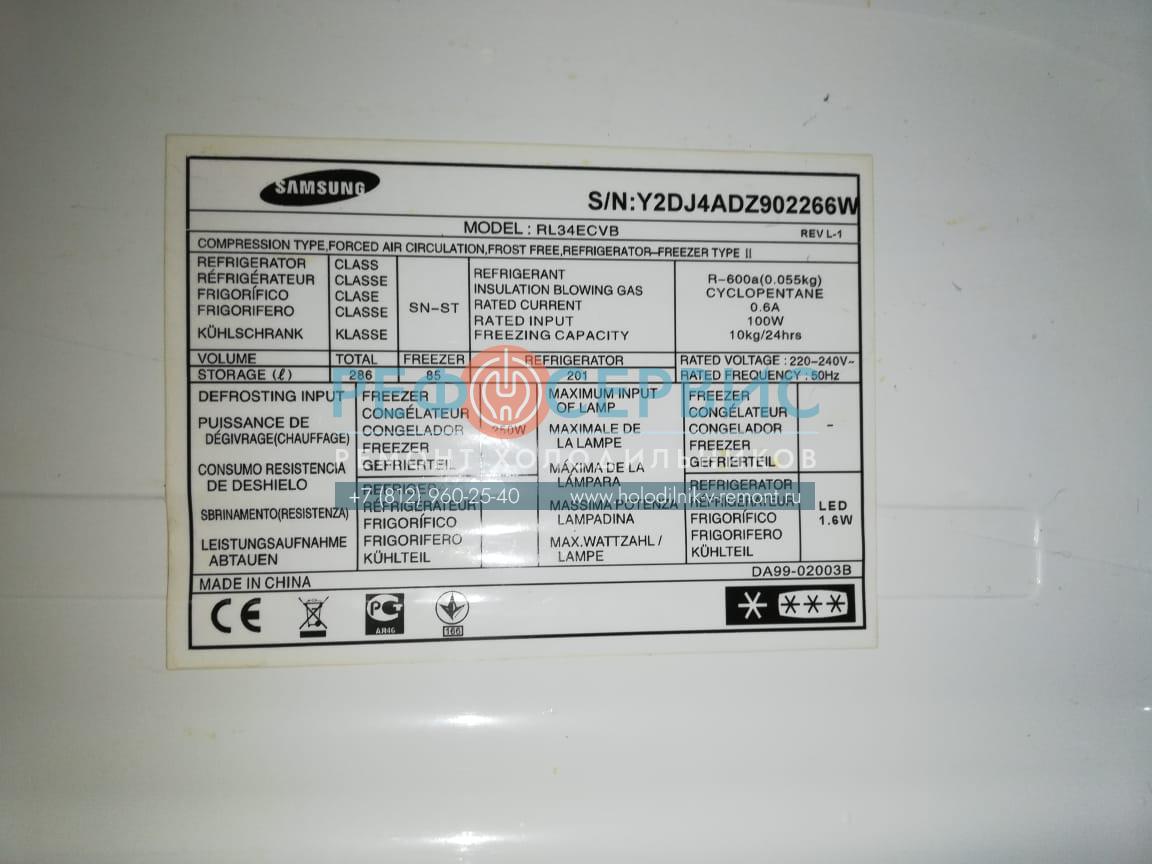 SAMSUNG
S/N:Y2DJ4ADZ902266W
MODEL : RL34ECVB REV L-1
COMPRESSION TYPE,FORCED AIR CIRCULATION,FROST FREE,REFRIGERATOR-FREEZER TYPE II
REFRIGERATOR CLASS
RÉFRIGÉRATEUR CLASSE
FRIGORÍFICO CLASE
FRIGORIFERO CLASSE
KÜHLSCHRANK KLASSE
SN-ST
REFRIGERANT R-600a(0.055kg)
INSULATION BLOWING GAS CYCLOPENTANE
RATED CURRENT 0.6A
RATED INPUT 100W
FREEZING CAPACITY 10kg/24hrs
VOLUME TOTAL FREEZER REFRIGERATOR RATED VOLTAGE : 220-240V~
STORAGE (ℓ) 286 85 201 RATED FREQUENCY : 50Hz
DEFROSTING INPUT
PUISSANCE DE
DÉGIVRAGE(CHAUFFAGE)
CONSUMO RESISTENCIA
DE DESHIELO
SBRINAMENTO(RESISTENZA)
LEISTUNGSAUFNAHME
ABTAUEN
FREEZER
CONGÉLATEUR
CONGELADOR
FREEZER
GEFRIERTEIL
250W
REFRIGERATOR
RÉFRIGÉRATEUR
FRIGORÍFICO
FRIGORIFERO
KÜHLTEIL
MAXIMUM INPUT
OF LAMP
MAXIMALE DE
LA LAMPE
MÁXIMA DE LA
LÁMPARA
MASSIMA POTENZA
LAMPADINA
MAX.WATTZAHL /
LAMPE
FREEZER
CONGÉLATEUR
CONGELADOR
FREEZER
GEFRIERTEIL
-
REFRIGERATOR
RÉFRIGÉRATEUR
FRIGORÍFICO
FRIGORIFERO
KÜHLTEIL
LED
1.6W
РЕФОСЕРВИС
РЕМОНТ ХОЛОДИЛЬНИКОВ
+7 (812) 960-25-40 www.holodilnik-v-remont.ru
DA99-02003B
MADE IN CHINA
CE
РСТ
АЯ46